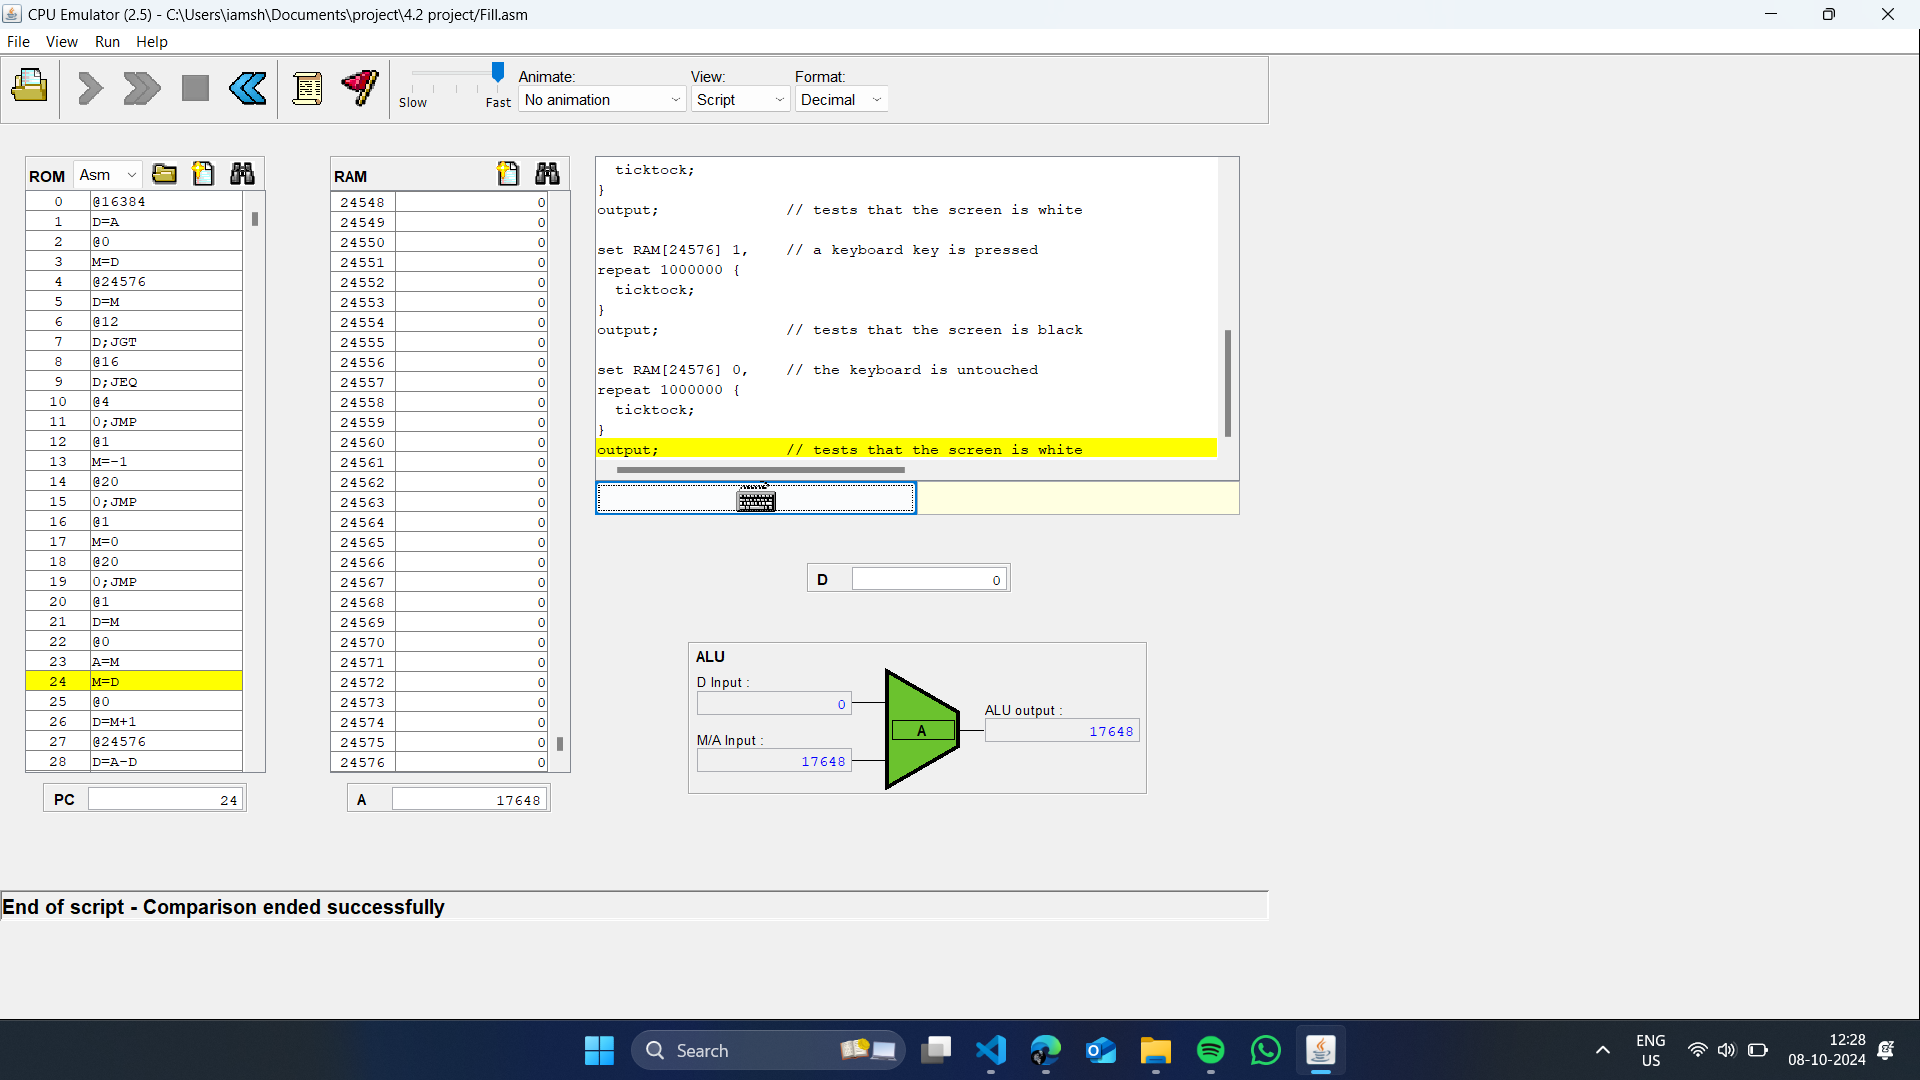 CPU Emulator (2.5) - C:\Users\iamsh\Documents\project\4.2 project/Fill.asm
File View Run Help
Slow Fast
Animate: View: Format:
No animation Script Decimal
ROM Asm
0 @16384
1 D=A
2 @0
3 M=D
4 @24576
5 D=M
6 @12
7 D;JGT
8 @16
9 D;JEQ
10 @4
11 0;JMP
12 @1
13 M=-1
14 @20
15 0;JMP
16 @1
17 M=0
18 @20
19 0;JMP
20 @1
21 D=M
22 @0
23 A=M
24 M=D
25 @0
26 D=M+1
27 @24576
28 D=A-D
PC 24
RAM
24548 0
24549 0
24550 0
24551 0
24552 0
24553 0
24554 0
24555 0
24556 0
24557 0
24558 0
24559 0
24560 0
24561 0
24562 0
24563 0
24564 0
24565 0
24566 0
24567 0
24568 0
24569 0
24570 0
24571 0
24572 0
24573 0
24574 0
24575 0
24576 0
A 17648
ticktock;
}
output; // tests that the screen is white
set RAM[24576] 1, // a keyboard key is pressed
repeat 1000000 {
ticktock;
}
output; // tests that the screen is black
set RAM[24576] 0, // the keyboard is untouched
repeat 1000000 {
ticktock;
}
output; // tests that the screen is white
D 0
ALU
D Input :
0
M/A Input :
17648
A
ALU output :
17648
End of script - Comparison ended successfully
Search
ENG
US
12:28
08-10-2024